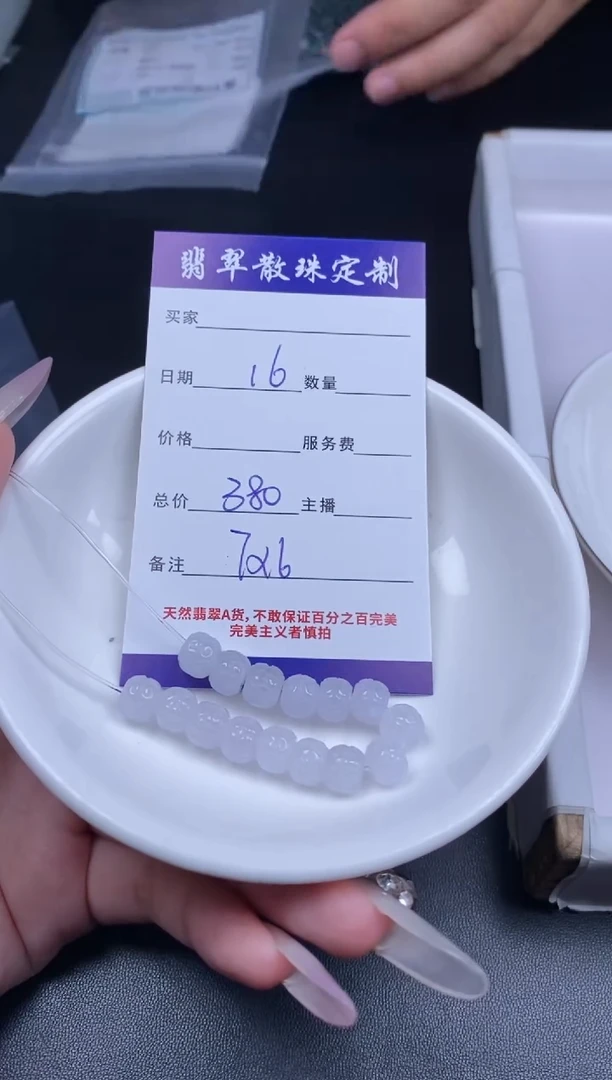 翡翠散珠定制
买家
日期 16 数量
价格 服务费
总价 380 主播
备注 7x6
天然翡翠A货,不敢保证百分之百完美
完美主义者慎拍